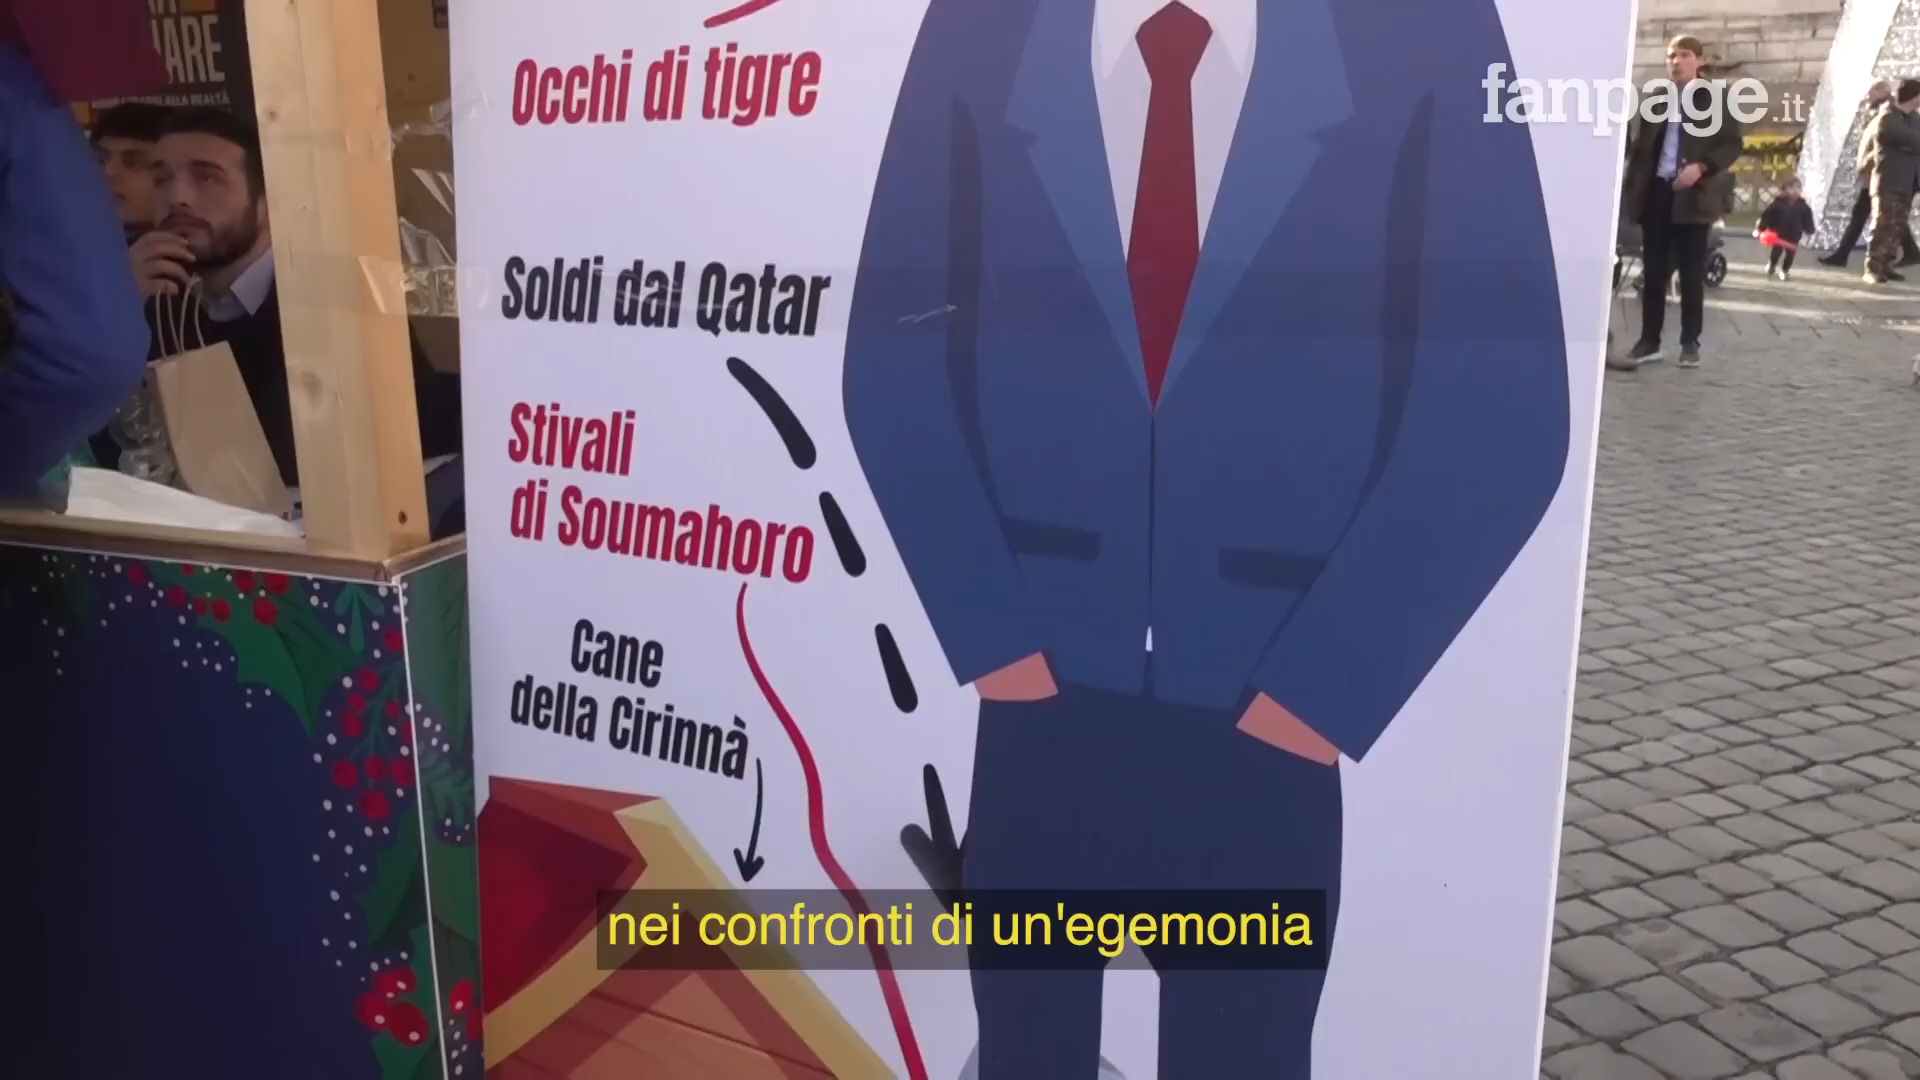 fanpage.it
Occhi di tigre
Soldi dal Qatar
Stivali
di Soumahoro
Cane
della Cirinnà
nei confronti di un'egemonia